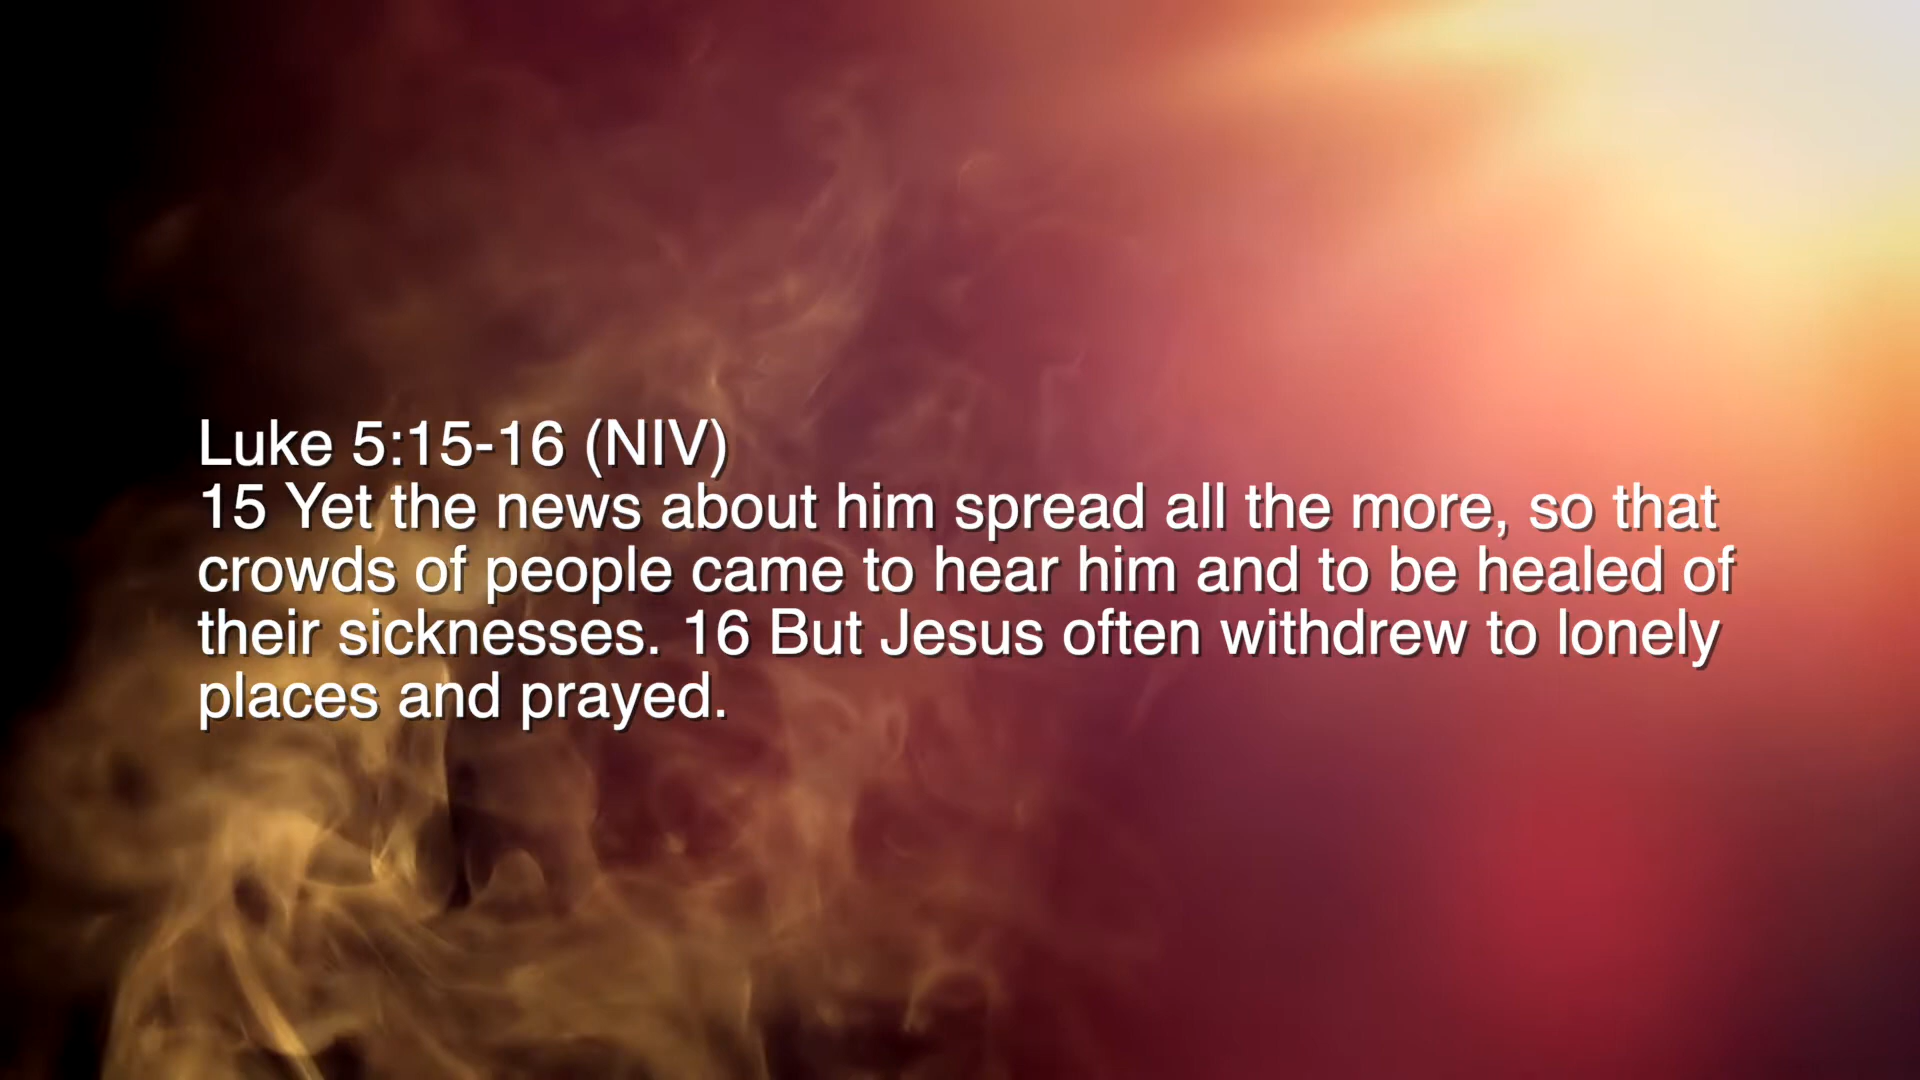 Luke 5:15-16 (NIV)
15 Yet the news about him spread all the more, so that
crowds of people came to hear him and to be healed of
their sicknesses. 16 But Jesus often withdrew to lonely
places and prayed.